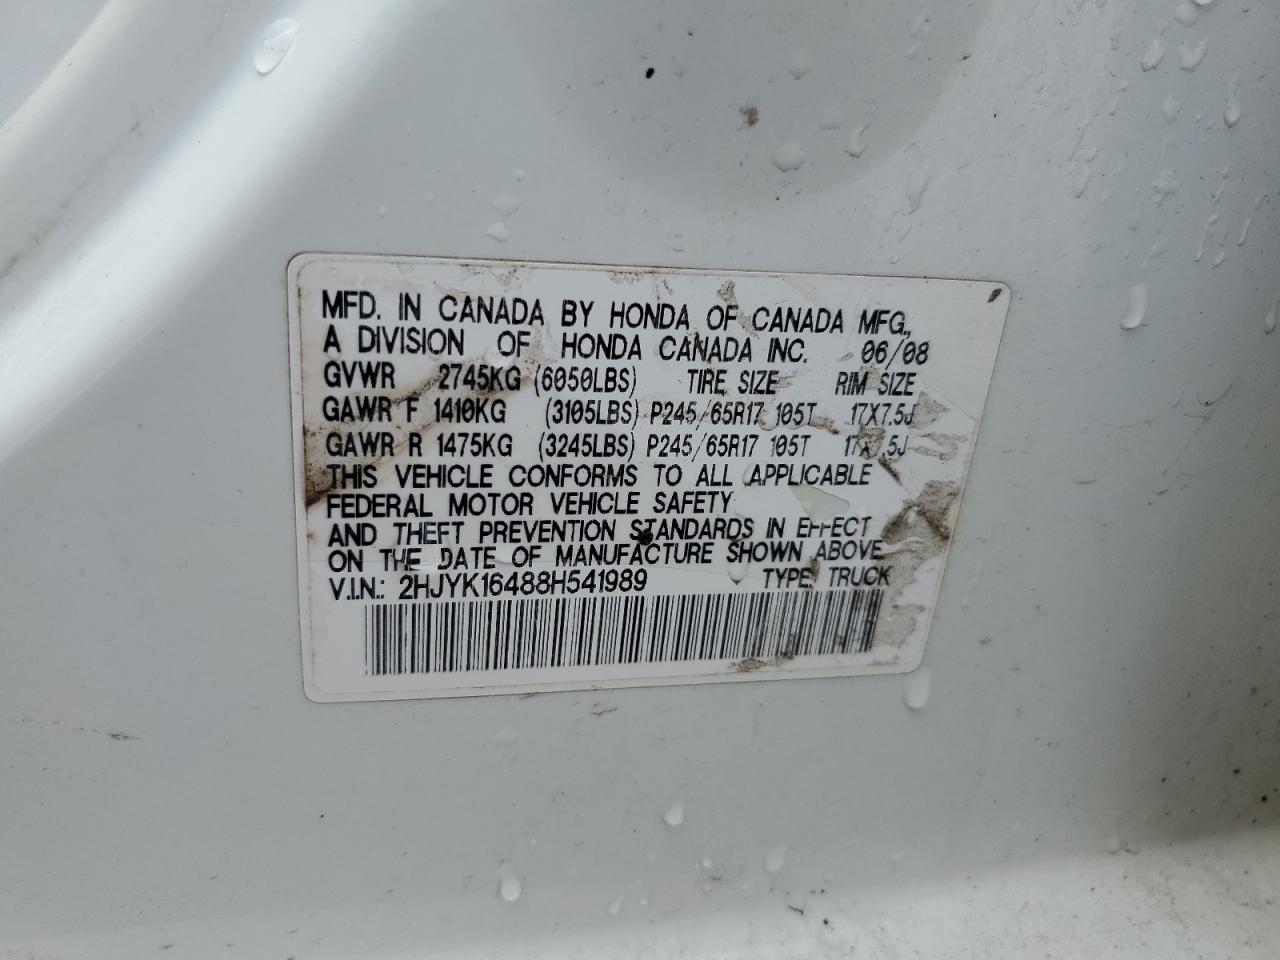 MFD. IN CANADA BY HONDA OF CANADA MFG.,
A DIVISION OF HONDA CANADA INC. 06/08
GVWR 2745KG (6050LBS) TIRE SIZE RIM SIZE
GAWR F 1410KG (3105LBS) P245/65R17 105T 17X7.5J
GAWR R 1475KG (3245LBS) P245/65R17 105T 17X7.5J
THIS VEHICLE CONFORMS TO ALL APPLICABLE
FEDERAL MOTOR VEHICLE SAFETY
AND THEFT PREVENTION STANDARDS IN EFFECT
ON THE DATE OF MANUFACTURE SHOWN ABOVE
V.I.N.: 2HJYK16488H541989 TYPE: TRUCK